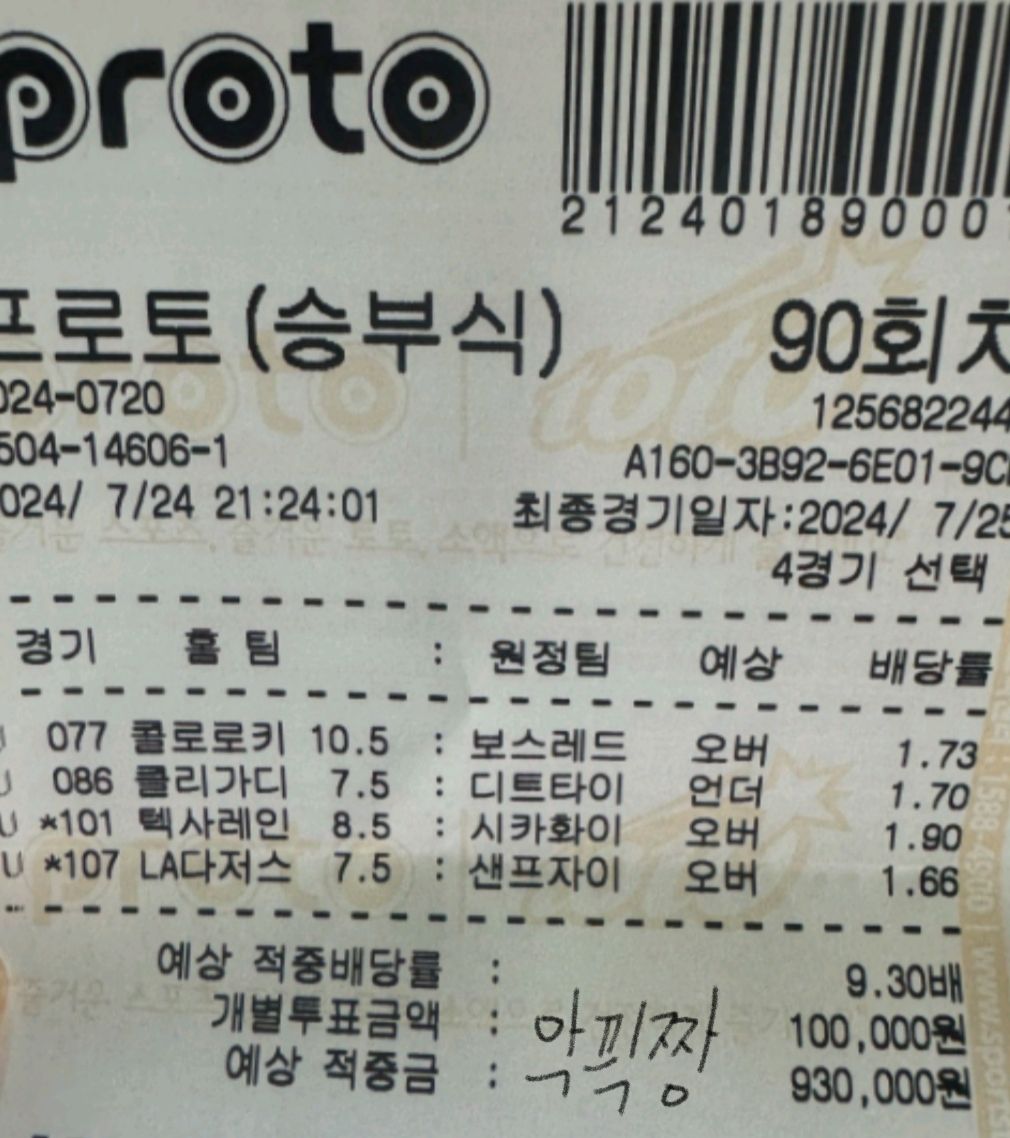 proto
212401890001
프로토(승부식) 90회차
024-0720 125682244
504-14606-1 A160-3B92-6E01-9C
024/ 7/24 21:24:01 최종경기일자:2024/ 7/25
4경기 선택
경기 홈 팀 : 원정팀 예상 배당률
U 077 콜로로키 10.5 : 보스레드 오버 1.73
U 086 클리가디 7.5 : 디트타이 언더 1.70
U *101 텍사레인 8.5 : 시카화이 오버 1.90
U *107 LA다저스 7.5 : 샌프자이 오버 1.66
예상 적중배당률 : 9.30배
개별투표금액 : 100,000원
예상 적중금 : 930,000원
악픽짱